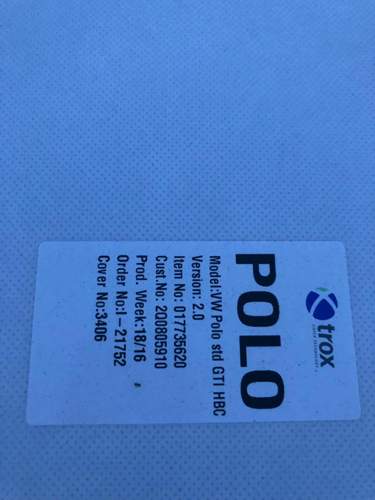 trox
POLO
Model:VW Polo std GTI HBC
Version: 2.0
Item No: 017735620
Cust.No: 200805910
Prod. Week:18/16
Order No:I-21752
Cover No:3406